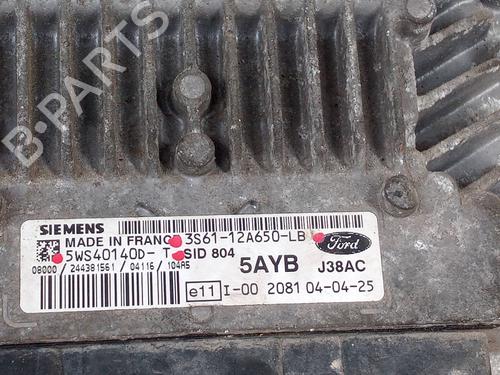 B-PARTS
SIEMENS
MADE IN FRANCE 3S61-12A650-LB
5WS40140D-T SID 804
Ford
08000 / 244381561 / 04116 / 104A5
5AYB J38AC
e11 I-00 2081 04-04-25